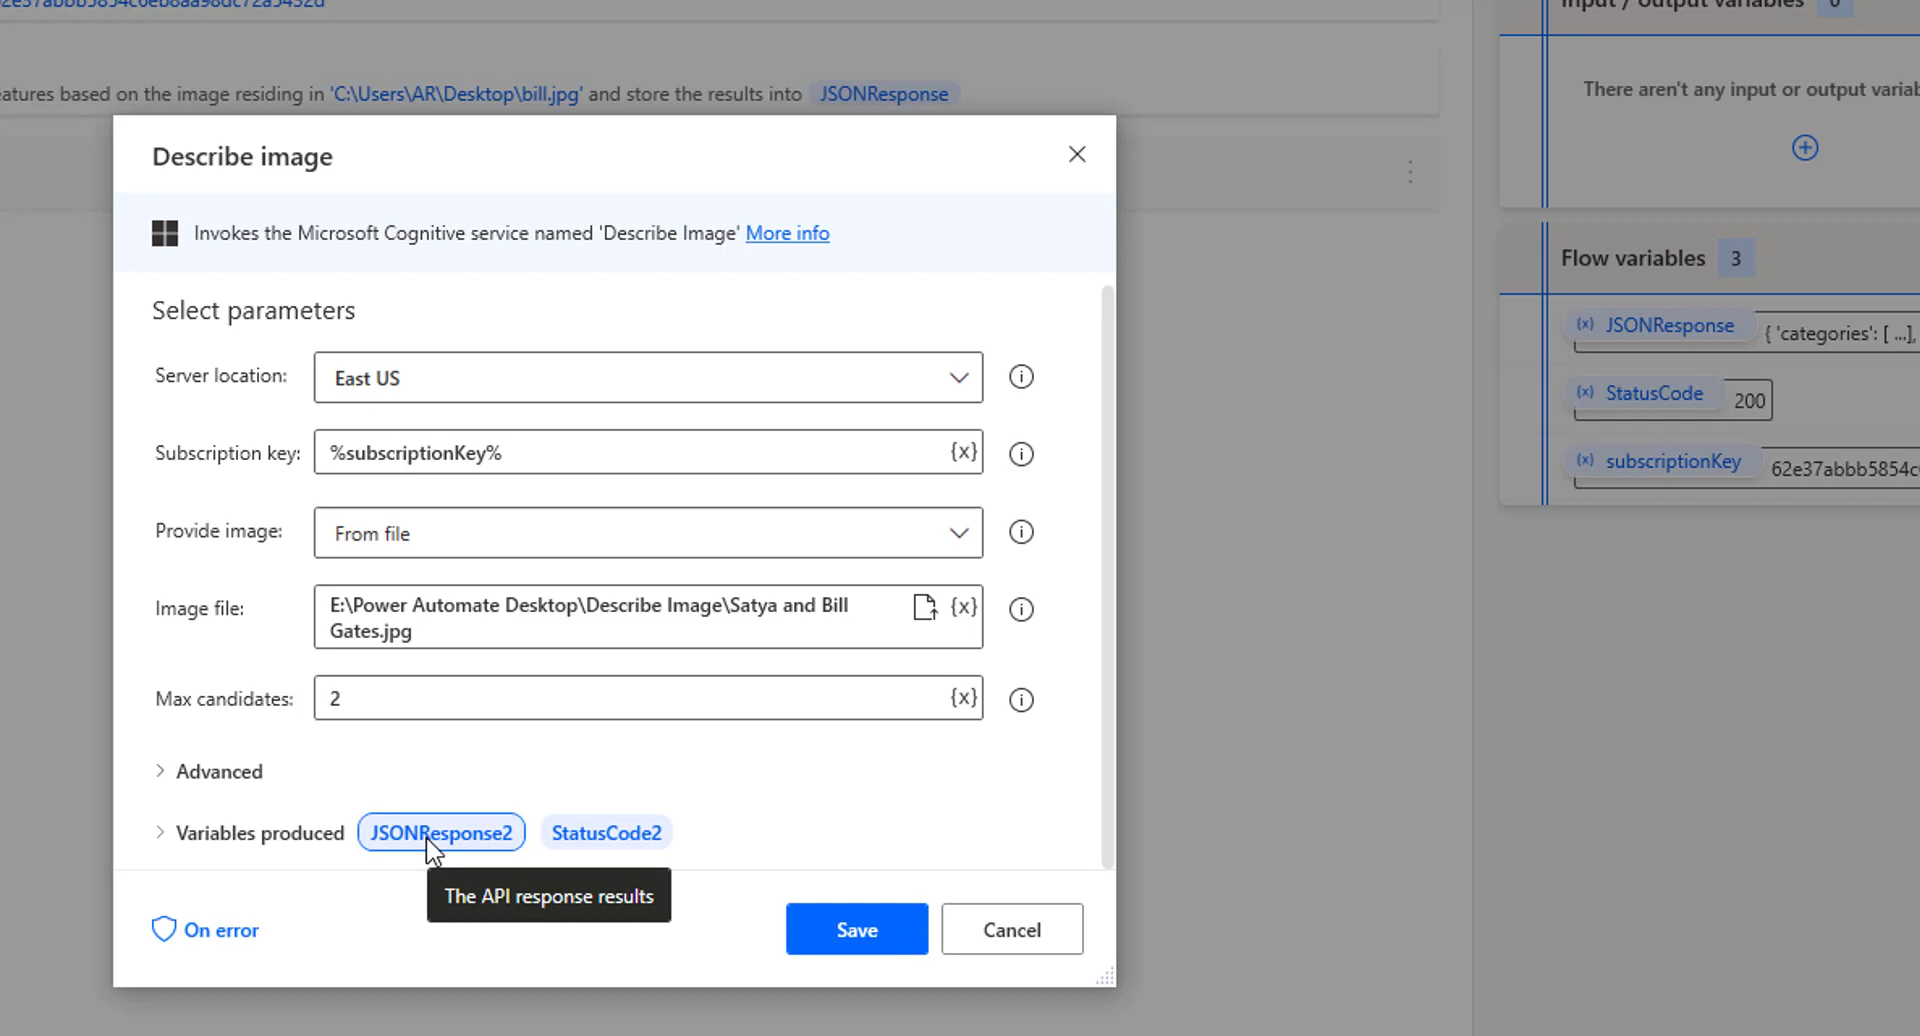 Input / output variables 0
eatures based on the image residing in 'C:\Users\AR\Desktop\bill.jpg' and store the results into JSONResponse
There aren't any input or output variab
Describe image
Invokes the Microsoft Cognitive service named 'Describe Image' More info
Flow variables 3
Select parameters
(x) JSONResponse { 'categories': [ ...],
Server location: East US
(x) StatusCode 200
Subscription key: %subscriptionKey% {x}
(x) subscriptionKey 62e37abbb5854c
Provide image: From file
Image file: E:\Power Automate Desktop\Describe Image\Satya and Bill {x}
Gates.jpg
Max candidates: 2 {x}
Advanced
Variables produced JSONResponse2 StatusCode2
The API response results
On error
Save
Cancel